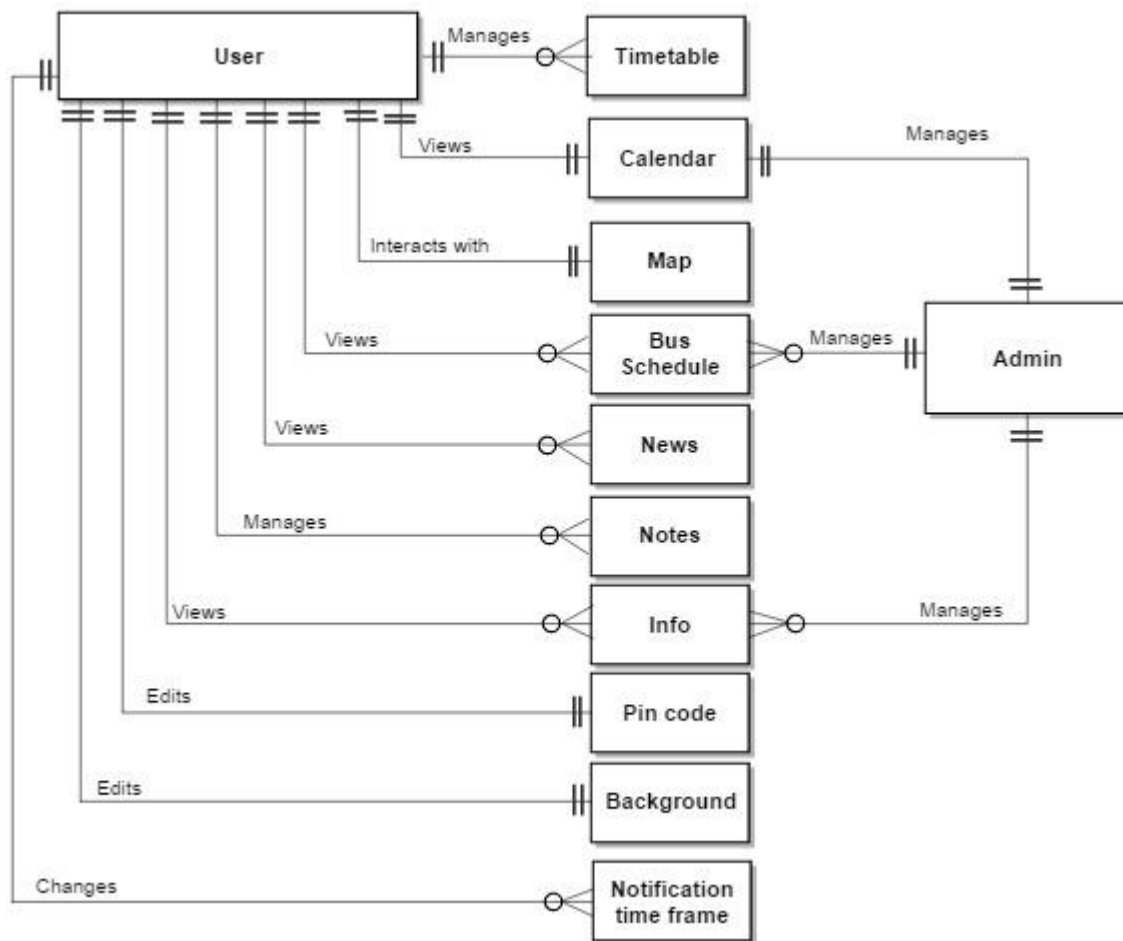 User
Manages
Timetable
Views
Calendar
Manages
Interacts with
Map
Views
Bus
Schedule
Manages
Admin
Views
News
Manages
Notes
Views
Info
Manages
Edits
Pin code
Edits
Background
Changes
Notification
time frame